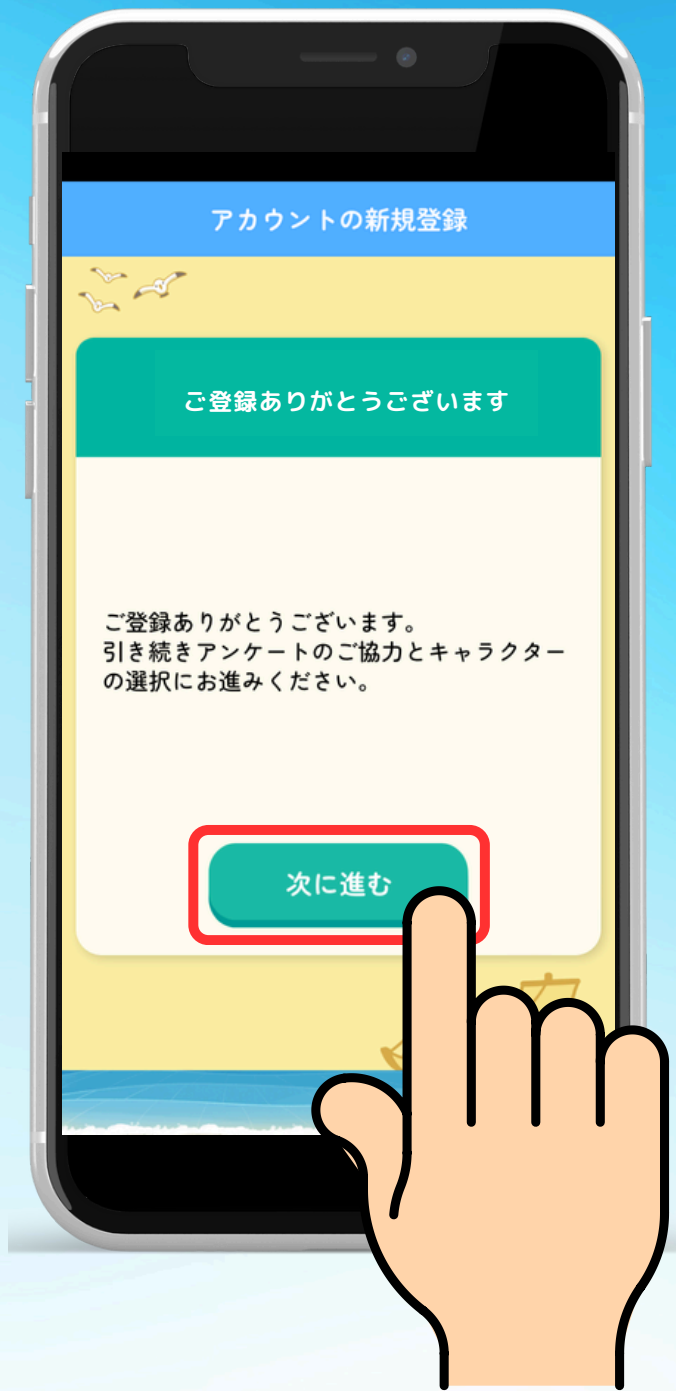 アカウントの新規登録
ご登録ありがとうございます
ご登録ありがとうございます。
引き続きアンケートのご協力とキャラクター
の選択にお進みください。
次に進む